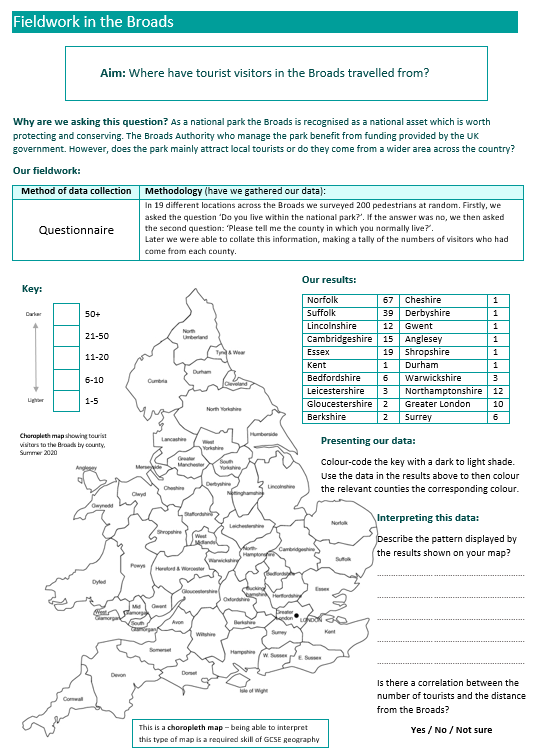 Fieldwork in the Broads
Aim: Where have tourist visitors in the Broads travelled from?
Why are we asking this question? As a national park the Broads is recognised as a national asset which is worth
protecting and conserving. The Broads Authority who manage the park benefit from funding provided by the UK
government. However, does the park mainly attract local tourists or do they come from a wider area across the country?
Our fieldwork:
Method of data collection Methodology (have we gathered our data):
Questionnaire
In 19 different locations across the Broads we surveyed 200 pedestrians at random. Firstly, we
asked the question 'Do you live within the national park?'. If the answer was no, we then asked
the second question: 'Please tell me the county in which you normally live?'.
Later we were able to collate this information, making a tally of the numbers of visitors who had
come from each county.
Key:
Darker
Lighter
50+
21-50
11-20
6-10
1-5
Choropleth map showing tourist
visitors to the Broads by county,
Summer 2020
North
Umberland
Tyne & Wear
Durham
Cleveland
Cumbria
North Yorkshire
Lancashire
West
Yorkshire
Humberside
Greater
Manchester
South
Yorkshire
Merseyside
Anglesey
Cheshire
Derbyshire
Nottinghamshire
Lincolnshire
Clwyd
Gwynedd
Staffordshire
Leicestershire
Norfolk
Shropshire
West
Midlands
Powys
Warwickshire
North-
Hamptonshire
Cambridgeshire
Suffolk
Hereford & Worcester
Bedfordshire
Dyfed
Gloucestershire
Oxfordshire
Bucking
hamshire
Hertfordshire
Essex
West
Glamorgan
Mid
Glamorgan
South
Glamorgan
Gwent
Avon
Berkshire
Greater
London
LONDON
Wiltshire
Surrey
Kent
Somerset
Hampshire
W. Sussex
E. Sussex
Devon
Dorset
Isle of Wight
Cornwall
Our results:
Norfolk 67 Cheshire 1
Suffolk 39 Derbyshire 1
Lincolnshire 12 Gwent 1
Cambridgeshire 15 Anglesey 1
Essex 19 Shropshire 1
Kent 1 Durham 1
Bedfordshire 6 Warwickshire 3
Leicestershire 3 Northamptonshire 12
Gloucestershire 2 Greater London 10
Berkshire 2 Surrey 6
Presenting our data:
Colour-code the key with a dark to light shade.
Use the data in the results above to then colour
the relevant counties the corresponding colour.
Interpreting this data:
Describe the pattern displayed by
the results shown on your map?
Is there a correlation between the
number of tourists and the distance
from the Broads?
Yes / No / Not sure
This is a choropleth map – being able to interpret
this type of map is a required skill of GCSE geography